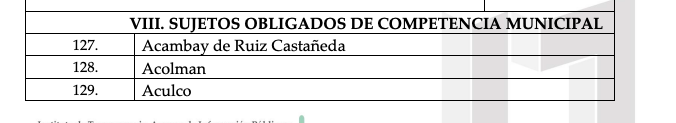 VIII. SUJETOS OBLIGADOS DE COMPETENCIA MUNICIPAL
127. Acambay de Ruiz Castañeda
128. Acolman
129. Aculco